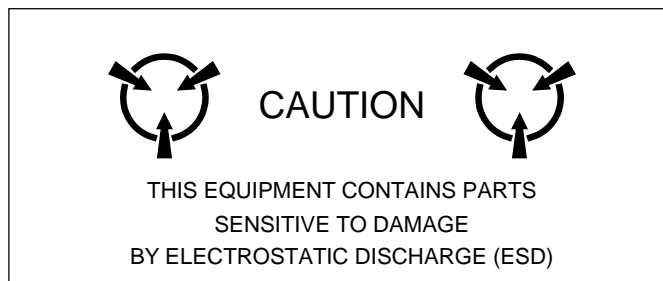 CAUTION
THIS EQUIPMENT CONTAINS PARTS
SENSITIVE TO DAMAGE
BY ELECTROSTATIC DISCHARGE (ESD)